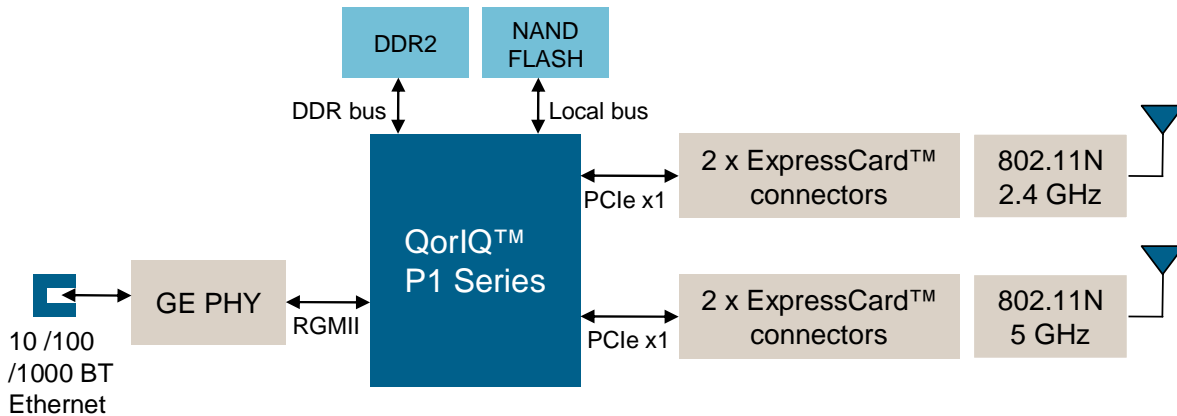 DDR2
NAND
FLASH
DDR bus
Local bus
QorIQ™
P1 Series
PCIe x1
2 x ExpressCard™
connectors
802.11N
2.4 GHz
PCIe x1
2 x ExpressCard™
connectors
802.11N
5 GHz
GE PHY
RGMII
10 /100
/1000 BT
Ethernet